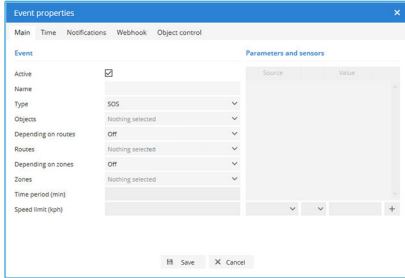 Event properties
Main Time Notifications Webhook Object control
Event
Parameters and sensors
Active
Source Value
Name
Type SOS
Objects Nothing selected
Depending on routes Off
Routes Nothing selected
Depending on zones Off
Zones Nothing selected
Time period (min)
Speed limit (kph)
Save Cancel